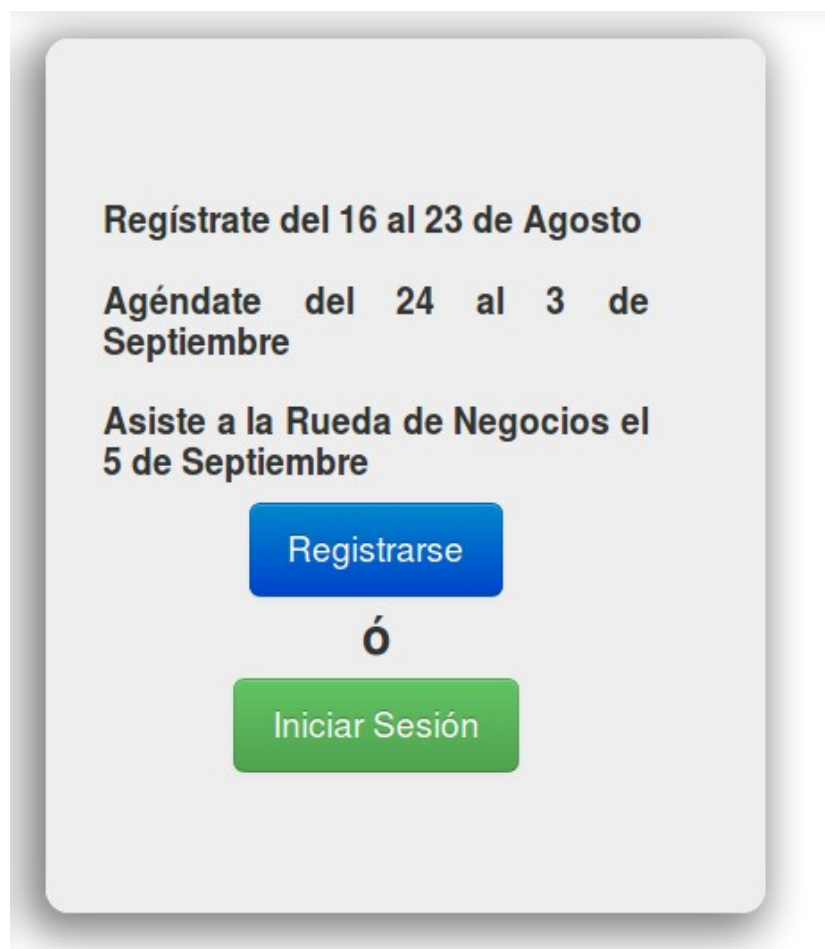 Regístrate del 16 al 23 de Agosto
Agéndate del 24 al 3 de
Septiembre
Asiste a la Rueda de Negocios el
5 de Septiembre
Registrarse
ó
Iniciar Sesión